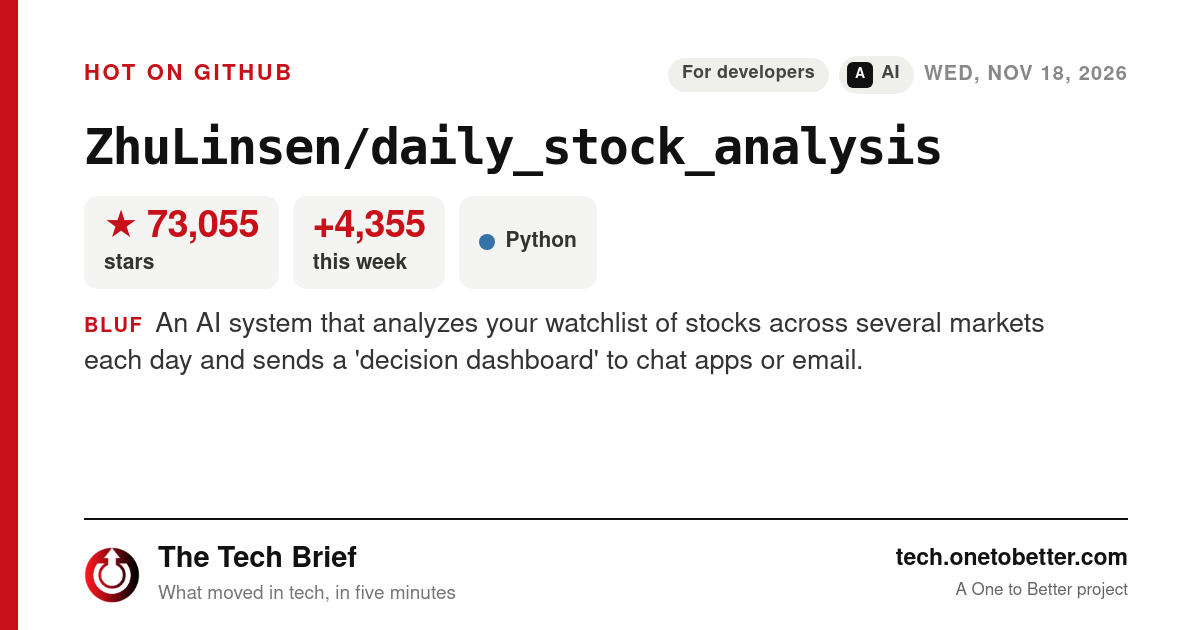 HOT ON GITHUB
For developers
A AI
WED, NOV 18, 2026
ZhuLinsen/daily_stock_analysis
★ 73,055
stars
+4,355
this week
Python
BLUF An AI system that analyzes your watchlist of stocks across several markets
each day and sends a 'decision dashboard' to chat apps or email.
The Tech Brief
What moved in tech, in five minutes
tech.onetobetter.com
A One to Better project